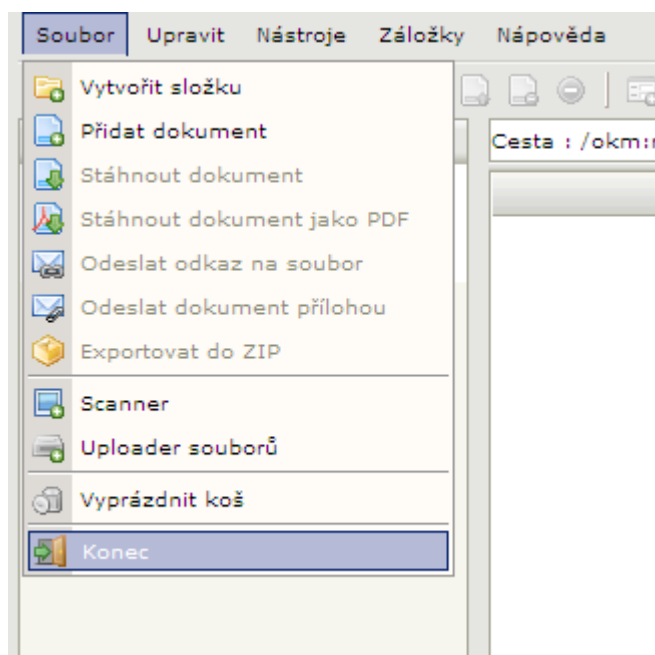 Soubor Upravit Nástroje Záložky Nápověda
Vytvořit složku
Přidat dokument
Cesta : /okm:
Stáhnout dokument
Stáhnout dokument jako PDF
Odeslat odkaz na soubor
Odeslat dokument přílohou
Exportovat do ZIP
Scanner
Uploader souborů
Vyprázdnit koš
Konec